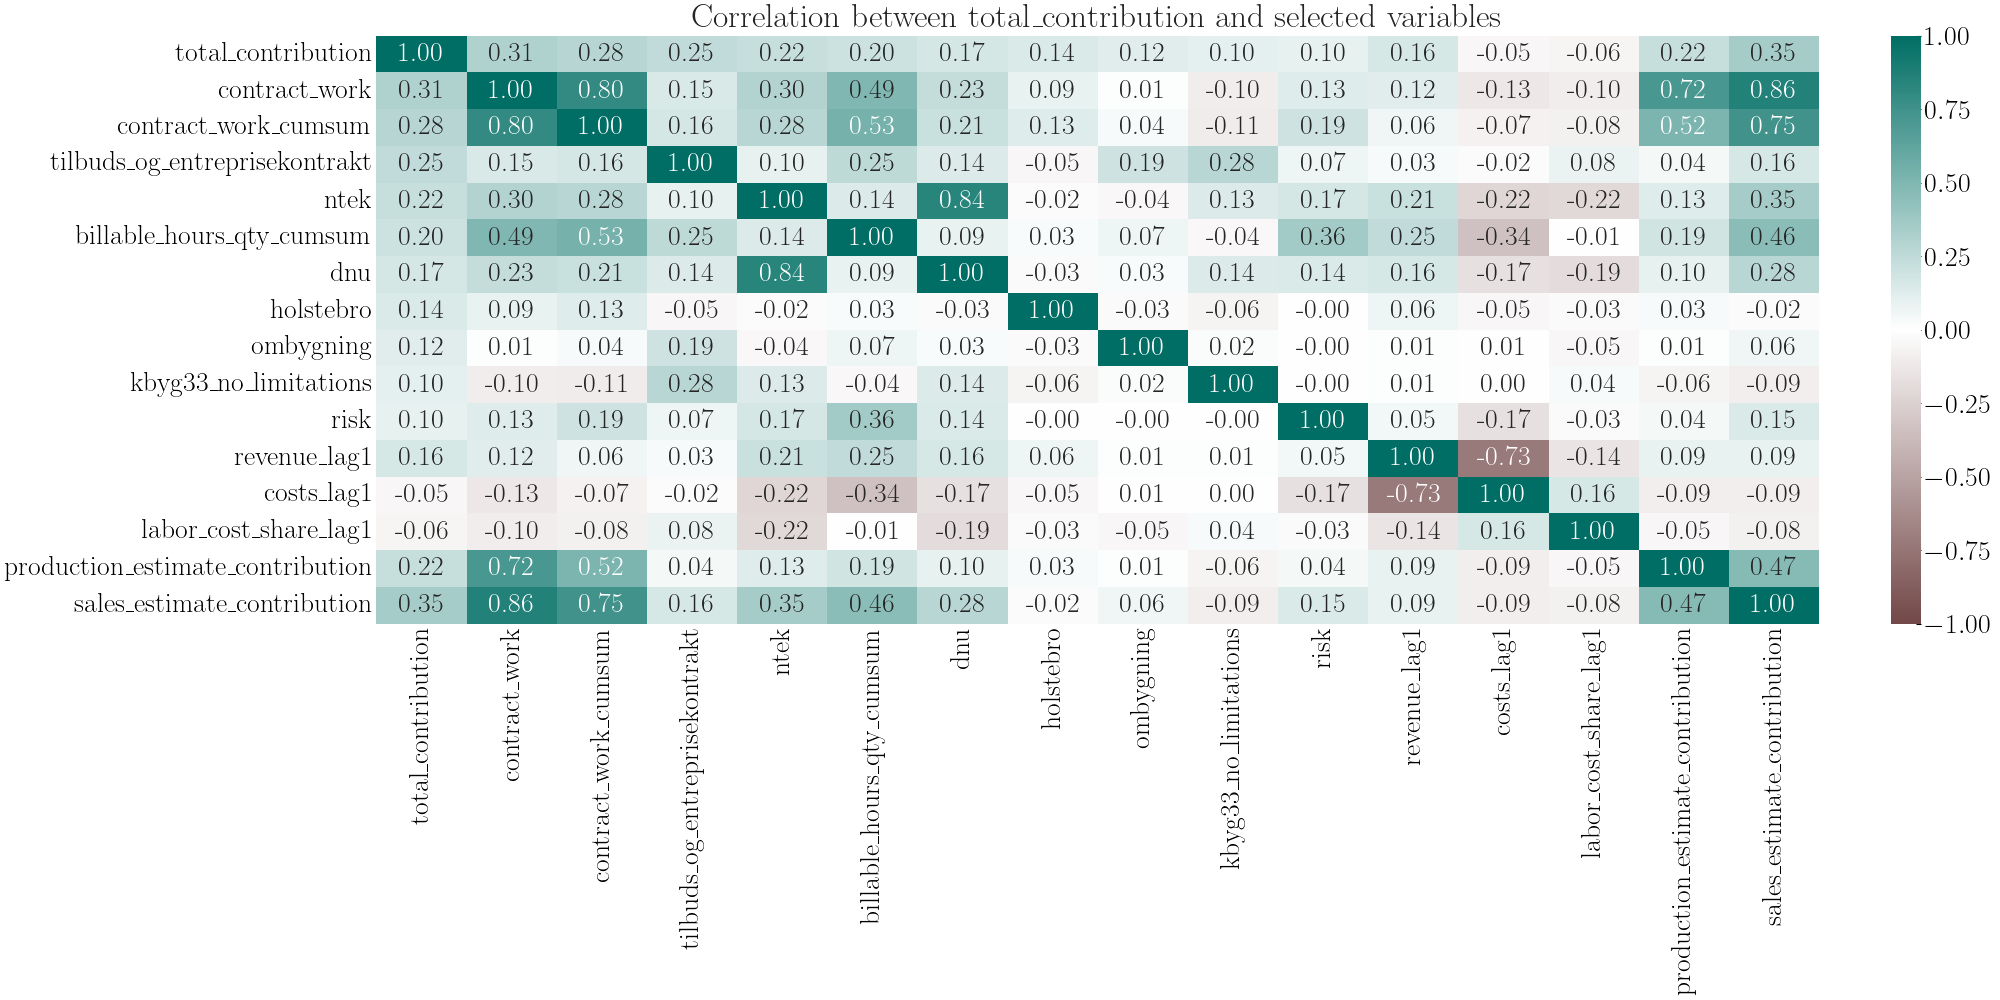 Correlation between total_contribution and selected variables
total_contribution 1.00 0.31 0.28 0.25 0.22 0.20 0.17 0.14 0.12 0.10 0.10 0.16 -0.05 -0.06 0.22 0.35
contract_work 0.31 1.00 0.80 0.15 0.30 0.49 0.23 0.09 0.01 -0.10 0.13 0.12 -0.13 -0.10 0.72 0.86
contract_work_cumsum 0.28 0.80 1.00 0.16 0.28 0.53 0.21 0.13 0.04 -0.11 0.19 0.06 -0.07 -0.08 0.52 0.75
tilbuds_og_entreprisekontrakt 0.25 0.15 0.16 1.00 0.10 0.25 0.14 -0.05 0.19 0.28 0.07 0.03 -0.02 0.08 0.04 0.16
ntek 0.22 0.30 0.28 0.10 1.00 0.14 0.84 -0.02 -0.04 0.13 0.17 0.21 -0.22 -0.22 0.13 0.35
billable_hours_qty_cumsum 0.20 0.49 0.53 0.25 0.14 1.00 0.09 0.03 0.07 -0.04 0.36 0.25 -0.34 -0.01 0.19 0.46
dnu 0.17 0.23 0.21 0.14 0.84 0.09 1.00 -0.03 0.03 0.14 0.14 0.16 -0.17 -0.19 0.10 0.28
holstebro 0.14 0.09 0.13 -0.05 -0.02 0.03 -0.03 1.00 -0.03 -0.06 -0.00 0.06 -0.05 -0.03 0.03 -0.02
ombygning 0.12 0.01 0.04 0.19 -0.04 0.07 0.03 -0.03 1.00 0.02 -0.00 0.01 0.01 -0.05 0.01 0.06
kbyg33_no_limitations 0.10 -0.10 -0.11 0.28 0.13 -0.04 0.14 -0.06 0.02 1.00 -0.00 0.01 0.00 0.04 -0.06 -0.09
risk 0.10 0.13 0.19 0.07 0.17 0.36 0.14 -0.00 -0.00 -0.00 1.00 0.05 -0.17 -0.03 0.04 0.15
revenue_lag1 0.16 0.12 0.06 0.03 0.21 0.25 0.16 0.06 0.01 0.01 0.05 1.00 -0.73 -0.14 0.09 0.09
costs_lag1 -0.05 -0.13 -0.07 -0.02 -0.22 -0.34 -0.17 -0.05 0.01 0.00 -0.17 -0.73 1.00 0.16 -0.09 -0.09
labor_cost_share_lag1 -0.06 -0.10 -0.08 0.08 -0.22 -0.01 -0.19 -0.03 -0.05 0.04 -0.03 -0.14 0.16 1.00 -0.05 -0.08
production_estimate_contribution 0.22 0.72 0.52 0.04 0.13 0.19 0.10 0.03 0.01 -0.06 0.04 0.09 -0.09 -0.05 1.00 0.47
sales_estimate_contribution 0.35 0.86 0.75 0.16 0.35 0.46 0.28 -0.02 0.06 -0.09 0.15 0.09 -0.09 -0.08 0.47 1.00
total_contribution
contract_work
contract_work_cumsum
tilbuds_og_entreprisekontrakt
ntek
billable_hours_qty_cumsum
dnu
holstebro
ombygning
kbyg33_no_limitations
risk
revenue_lag1
costs_lag1
labor_cost_share_lag1
production_estimate_contribution
sales_estimate_contribution
1.00
0.75
0.50
0.25
0.00
−0.25
−0.50
−0.75
−1.00